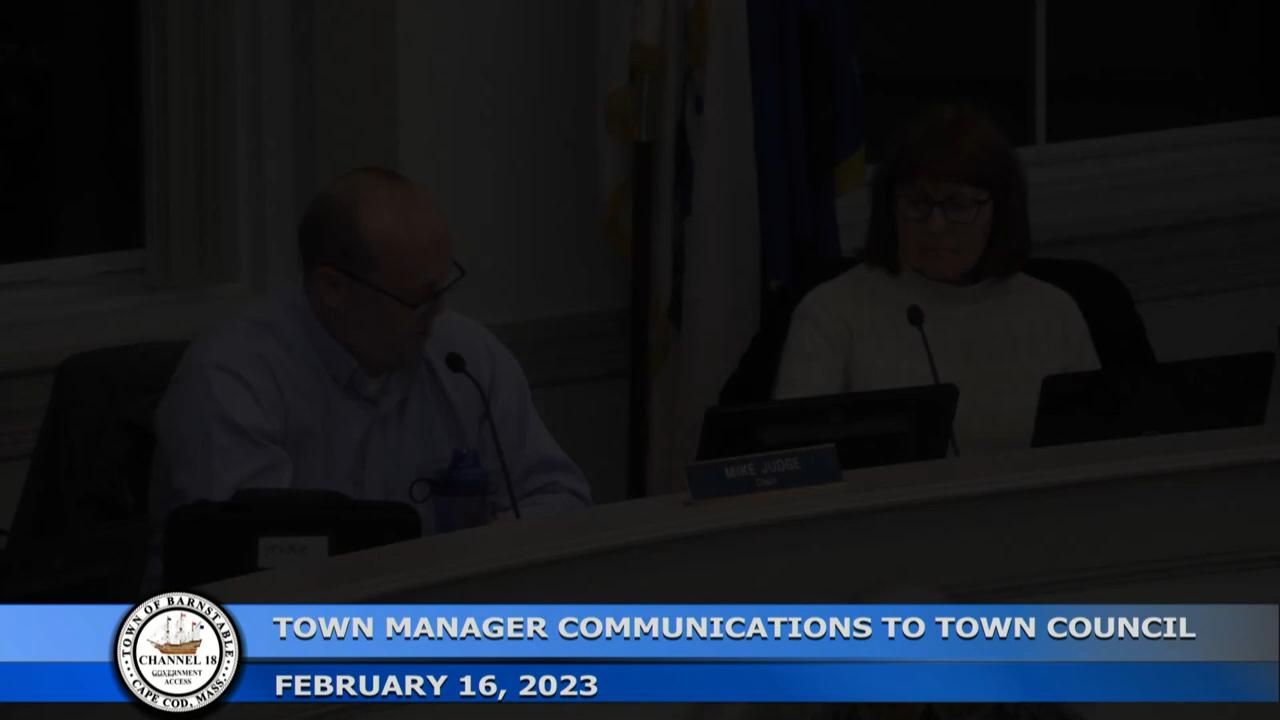 MIKE JUDGE
Chair
TOWN OF BARNSTABLE
CHANNEL 18
GOVERNMENT
ACCESS
CAPE COD, MASS.
TOWN MANAGER COMMUNICATIONS TO TOWN COUNCIL
FEBRUARY 16, 2023